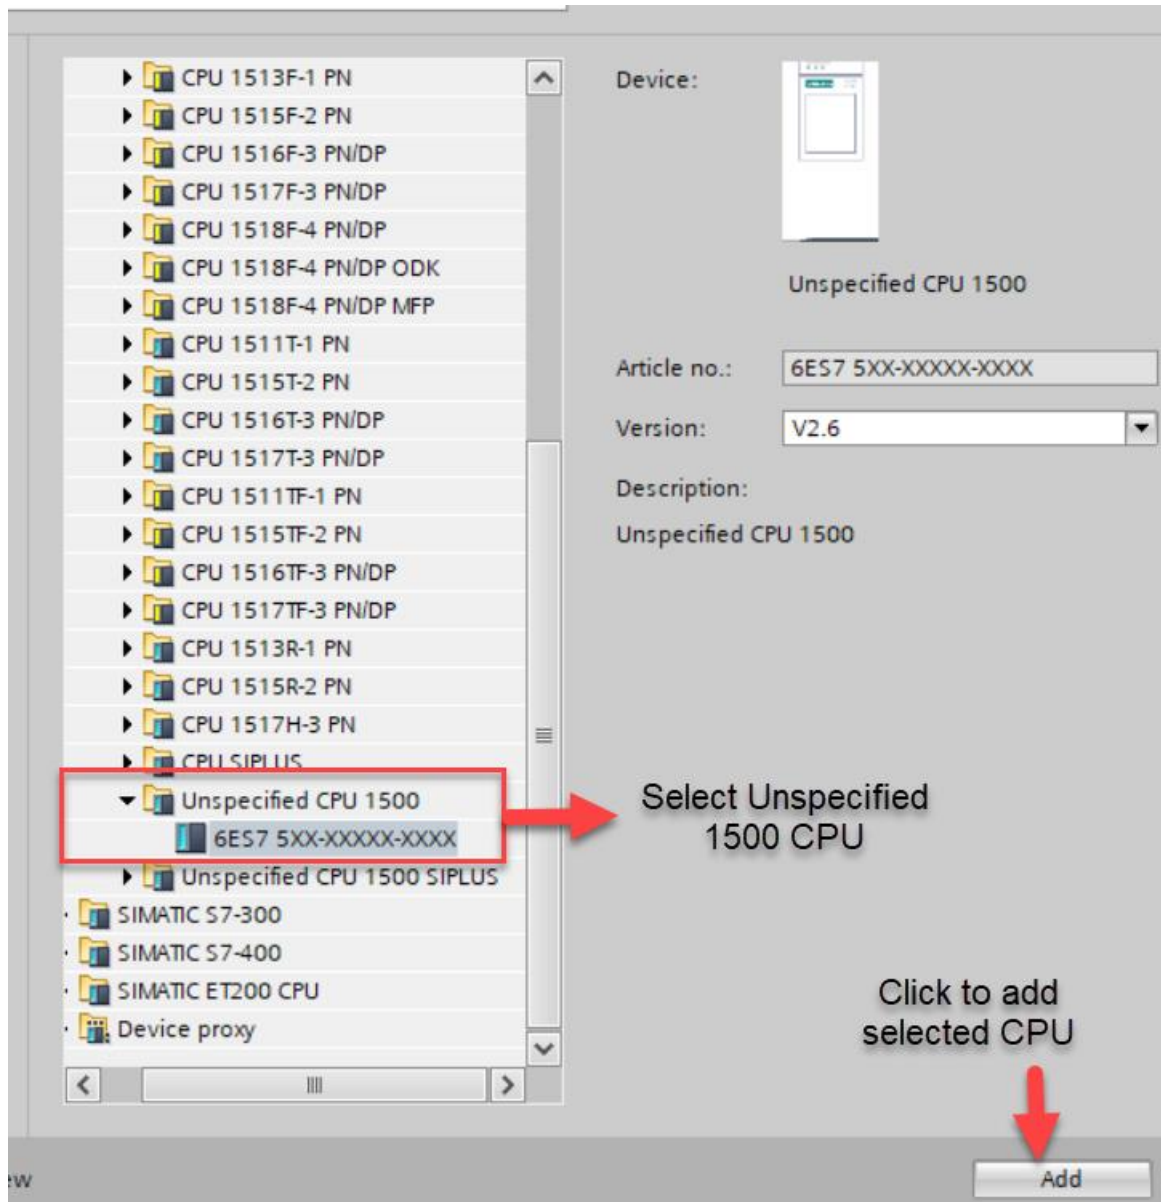 CPU 1513F-1 PN
CPU 1515F-2 PN
CPU 1516F-3 PN/DP
CPU 1517F-3 PN/DP
CPU 1518F-4 PN/DP
CPU 1518F-4 PN/DP ODK
CPU 1518F-4 PN/DP MFP
CPU 1511T-1 PN
CPU 1515T-2 PN
CPU 1516T-3 PN/DP
CPU 1517T-3 PN/DP
CPU 1511TF-1 PN
CPU 1515TF-2 PN
CPU 1516TF-3 PN/DP
CPU 1517TF-3 PN/DP
CPU 1513R-1 PN
CPU 1515R-2 PN
CPU 1517H-3 PN
CPU SIPLUS
Unspecified CPU 1500
6ES7 5XX-XXXXX-XXXX
Unspecified CPU 1500 SIPLUS
SIMATIC S7-300
SIMATIC S7-400
SIMATIC ET200 CPU
Device proxy
Device:
Unspecified CPU 1500
Article no.: 6ES7 5XX-XXXXX-XXXX
Version: V2.6
Description:
Unspecified CPU 1500
Select Unspecified
1500 CPU
Click to add
selected CPU
Add